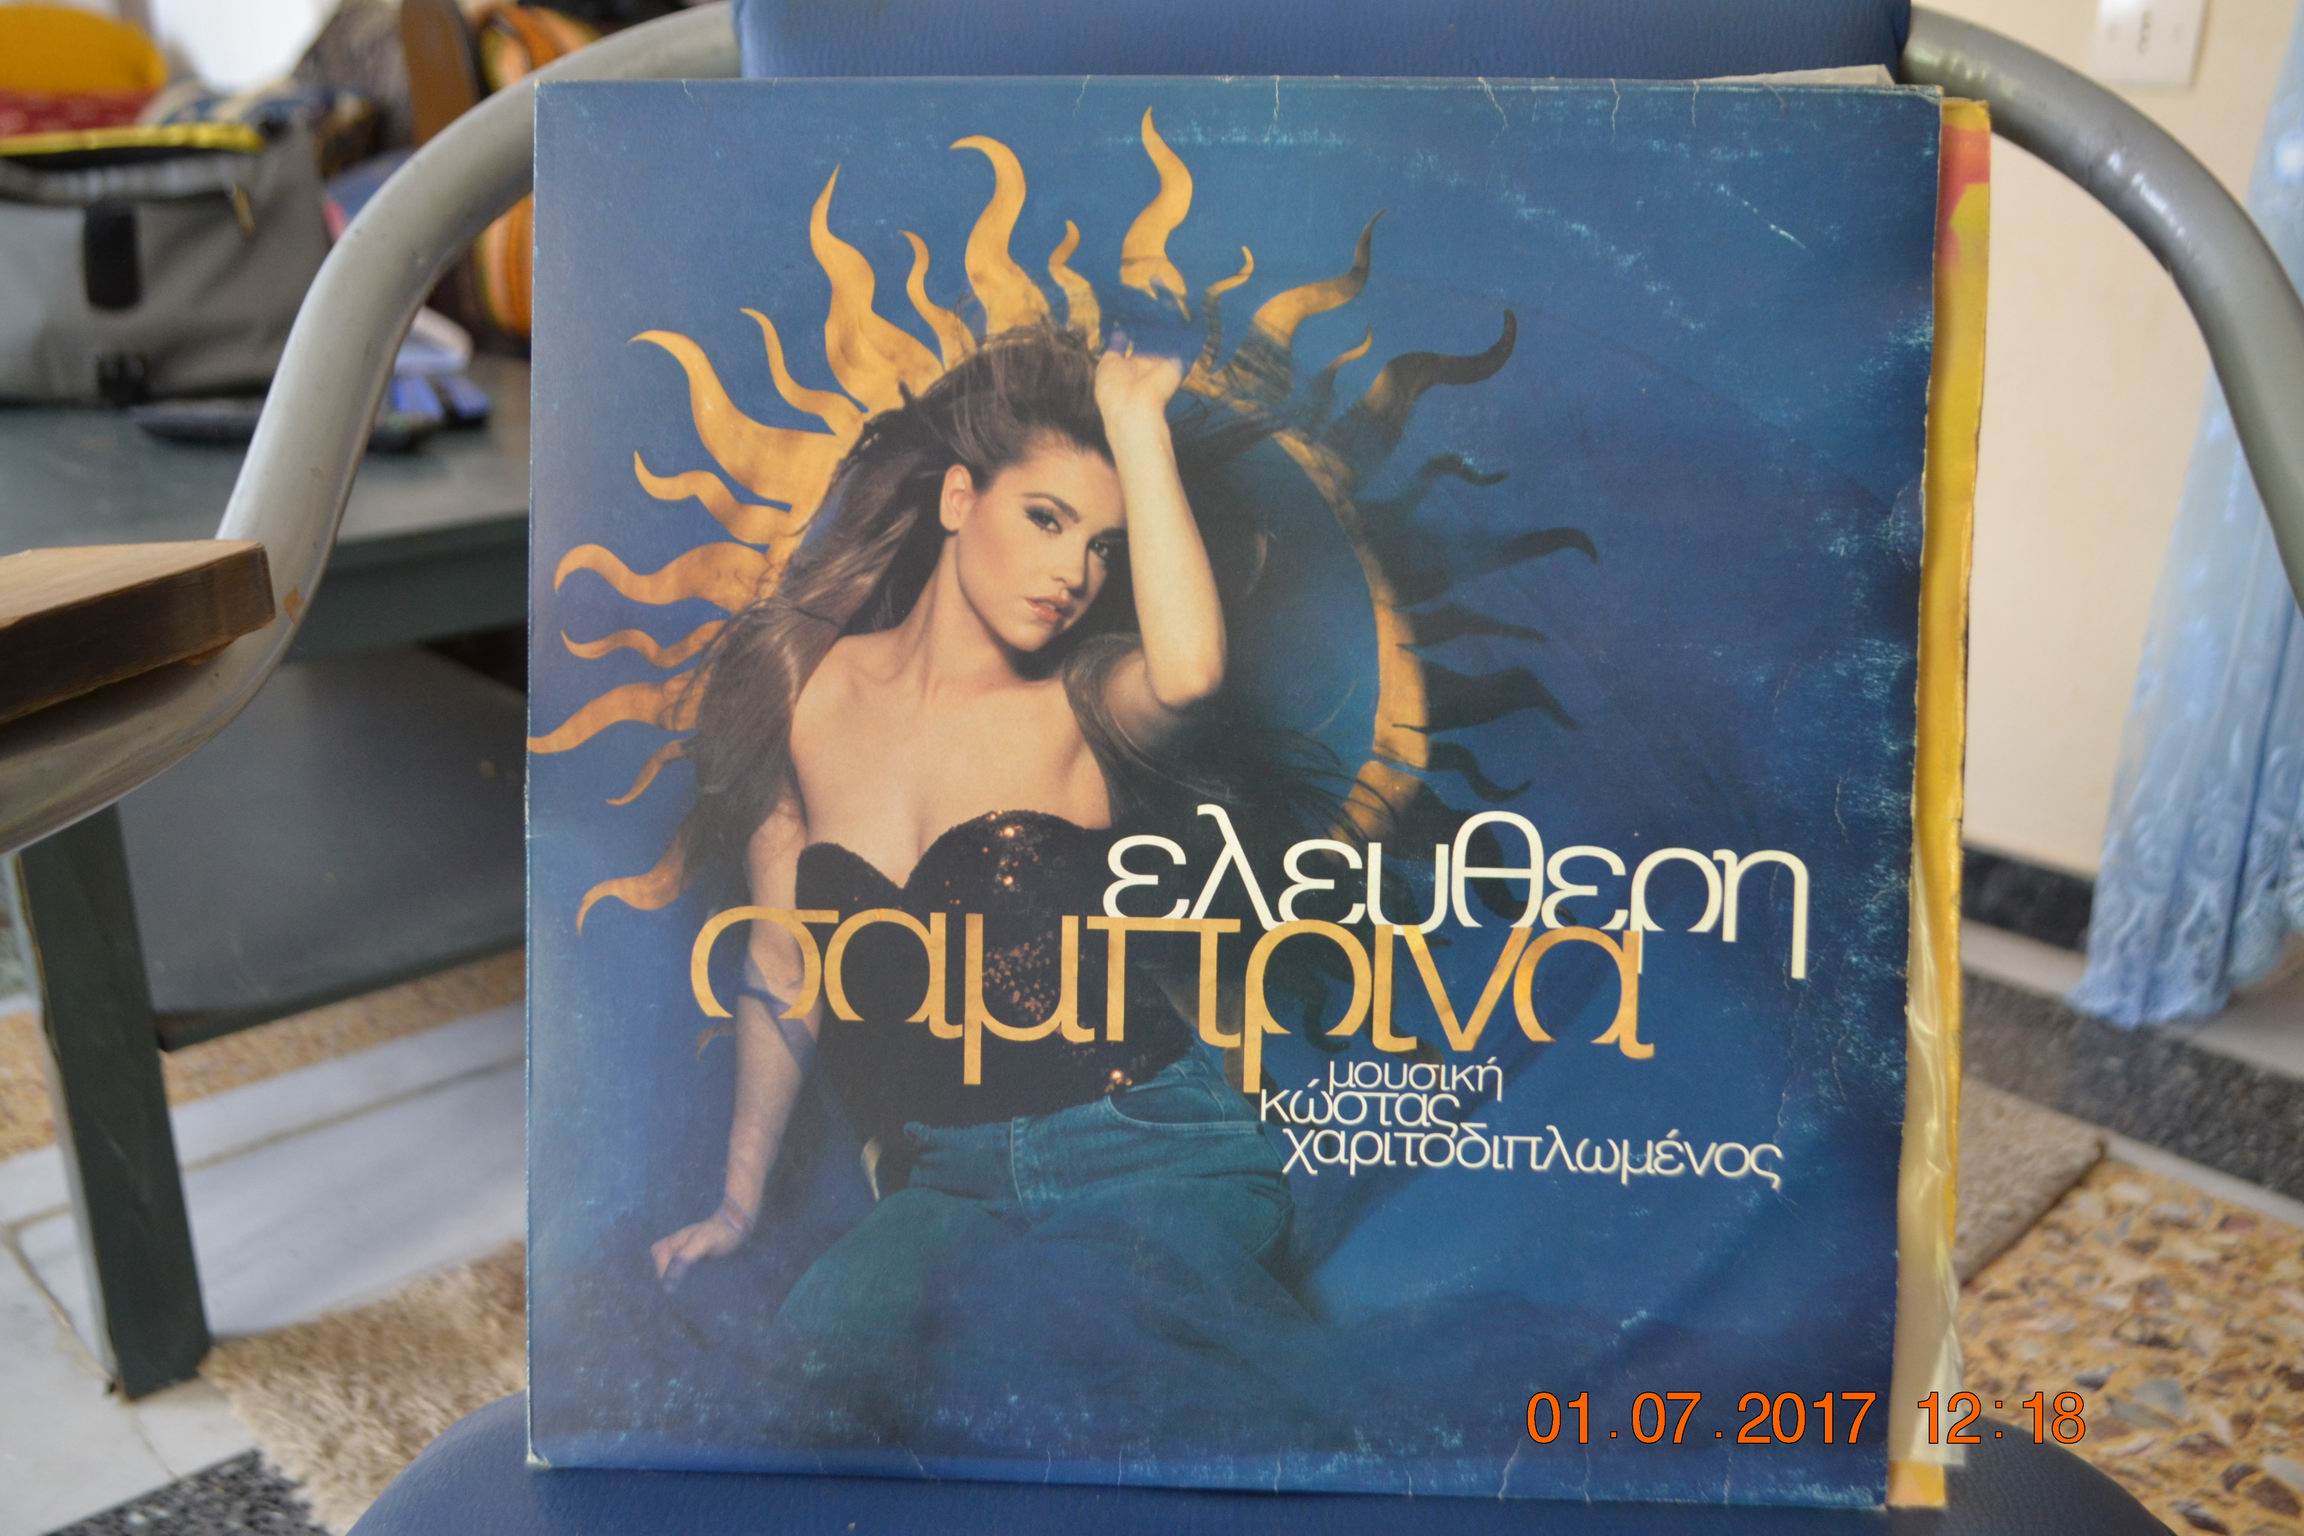 ελευθερη
σαμπρινα
μουσική
κώστας
χαριτοδιπλωμένος
01.07.2017 12:18